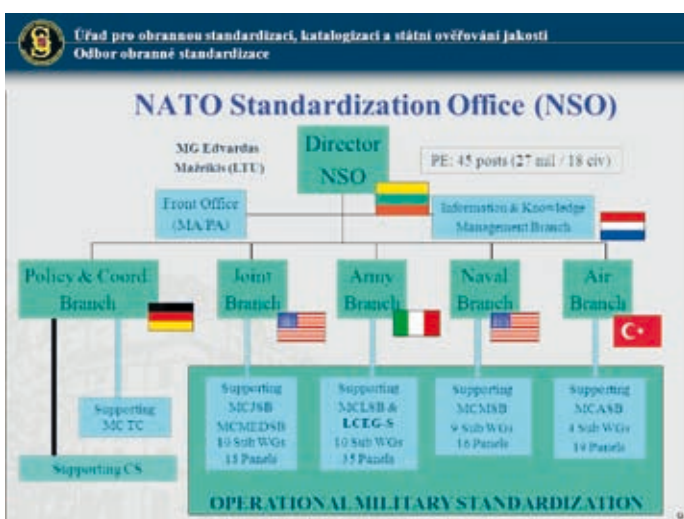 Úřad pro obrannou standardizaci, katalogizaci a státní ověřování jakosti
Odbor obranné standardizace
NATO Standardization Office (NSO)
MG Edvardas
Mažeikis (LTU)
Director
NSO
PE: 45 posts (27 mil / 18 civ)
Front Office
(MA/PA)
Information & Knowledge
Management Branch
Policy & Coord.
Branch
Joint
Branch
Army
Branch
Naval
Branch
Air
Branch
Supporting
MC TC
Supporting CS
Supporting
MCJSB
MCMEDSB
Sub WGs
Panels
Supporting
MCLSB &
LCEG-S
10 Sub WGs
35 Panels
Supporting
MCMSB
9 Sub WGs
16 Panels
Supporting
MCASB
4 Sub WGs
19 Panels
OPERATIONAL MILITARY STANDARDIZATION